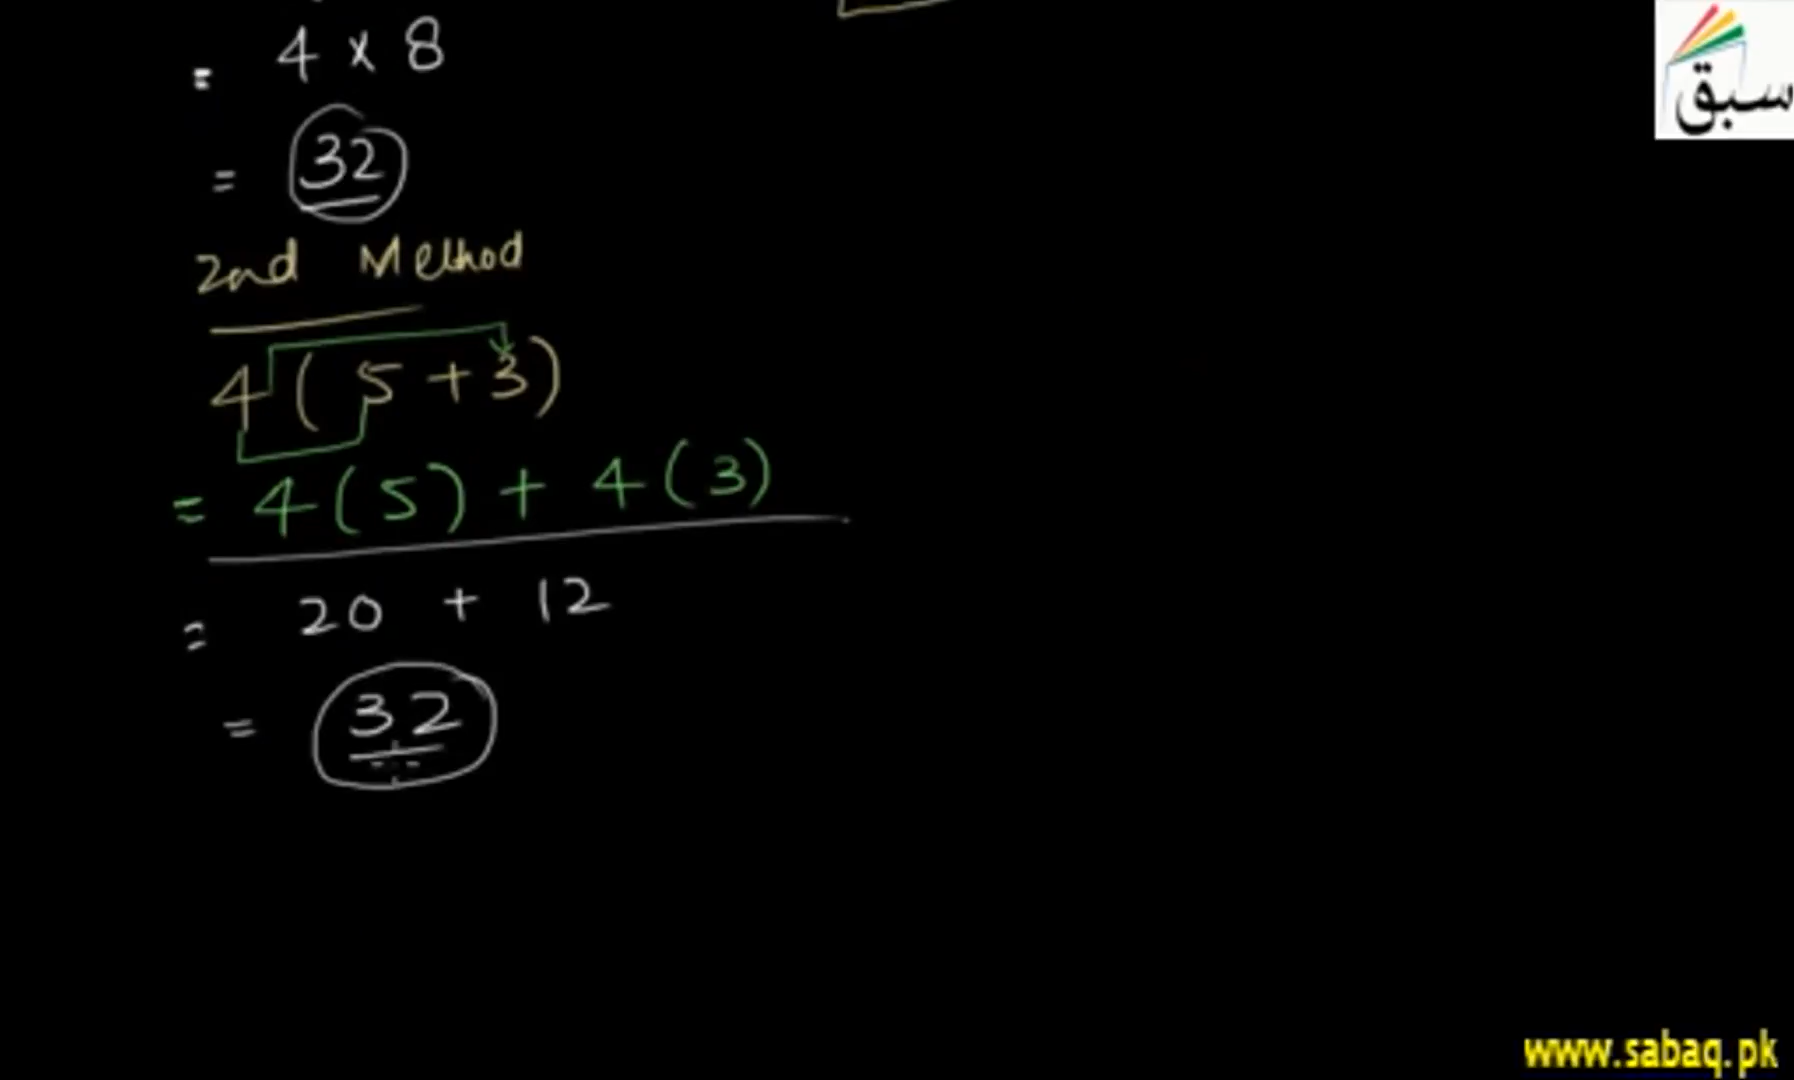 = 4 x 8
= 32
2nd Method
4 ( 5 + 3 )
= 4 ( 5 ) + 4 ( 3 )
= 20 + 12
= 32
سبق
www.sabaq.pk